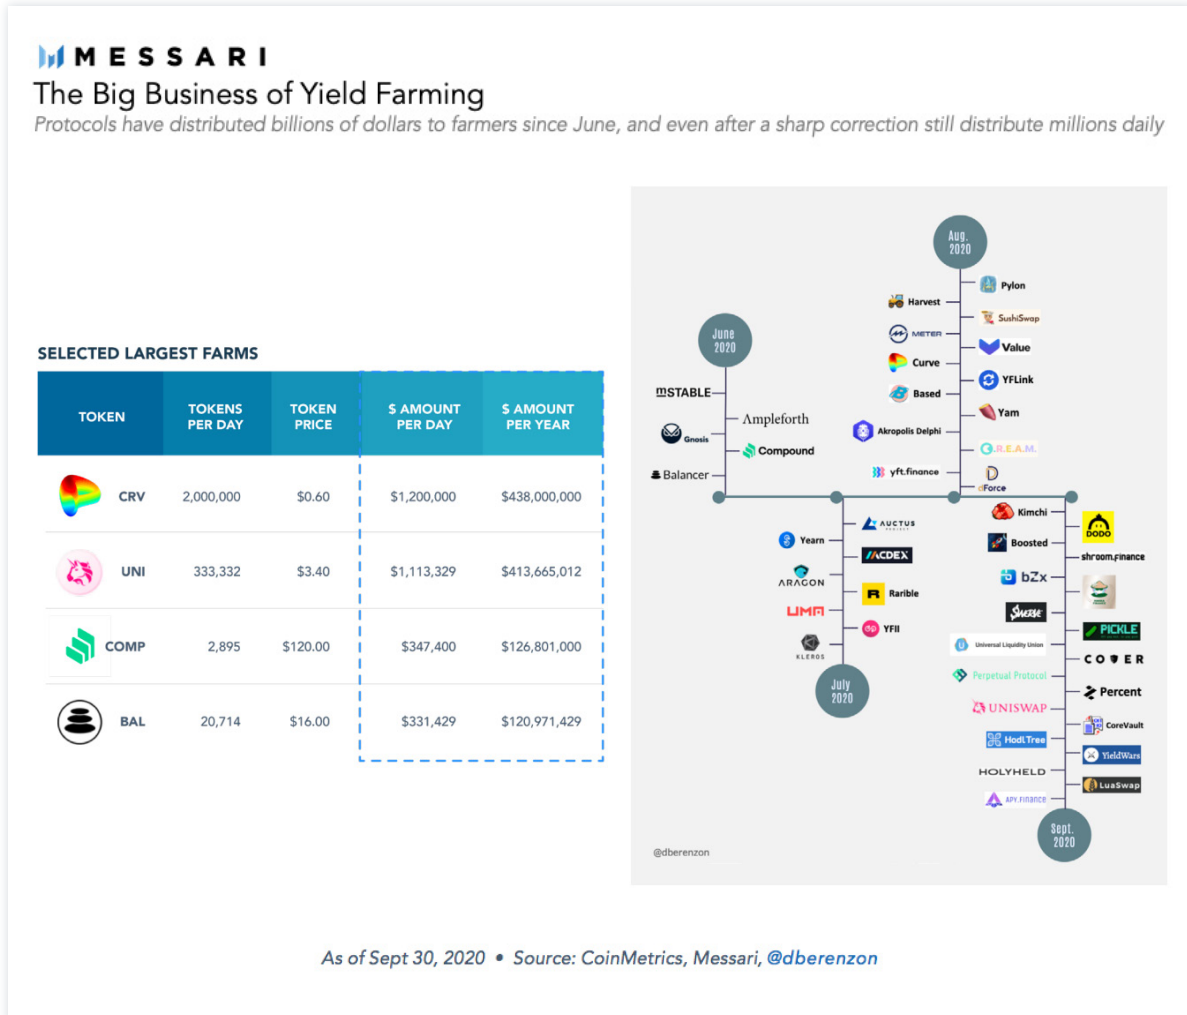 MESSARI
The Big Business of Yield Farming
Protocols have distributed billions of dollars to farmers since June, and even after a sharp correction still distribute millions daily
SELECTED LARGEST FARMS
TOKEN
TOKENS PER DAY
TOKEN PRICE
$ AMOUNT PER DAY
$ AMOUNT PER YEAR
CRV 2,000,000 $0.60 $1,200,000 $438,000,000
UNI 333,332 $3.40 $1,113,329 $413,665,012
COMP 2,895 $120.00 $347,400 $126,801,000
BAL 20,714 $16.00 $331,429 $120,971,429
June 2020
mSTABLE
Ampleforth
Gnosis
Compound
Balancer
Aug. 2020
Pylon
Harvest
SushiSwap
METER
Value
Curve
YFLink
Based
Yam
Akropolis Delphi
C.R.E.A.M.
yft.finance
dForce
AUCTUS
PROJECT
Yearn
MCDEX
ARAGON
Rarible
UMA
YFII
KLEROS
July 2020
Kimchi
DODO
Boosted
shroom.finance
bZx
Swerve
PICKLE
Universal Liquidity Union
COVER
Perpetual Protocol
Percent
UNISWAP
CoreVault
HodlTree
YieldWars
HOLYHELD
LuaSwap
APY.Finance
Sept. 2020
@dberenzon
As of Sept 30, 2020 • Source: CoinMetrics, Messari, @dberenzon